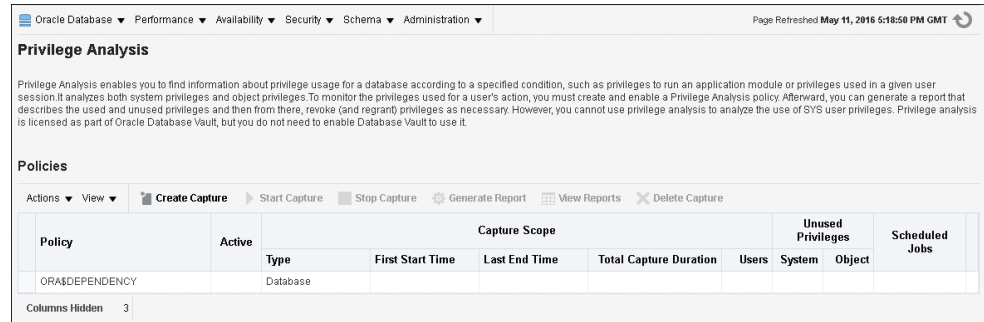 Oracle Database Performance Availability Security Schema Administration Page Refreshed May 11, 2016 5:18:50 PM GMT
Privilege Analysis
Privilege Analysis enables you to find information about privilege usage for a database according to a specified condition, such as privileges to run an application module or privileges used in a given user
session.It analyzes both system privileges and object privileges.To monitor the privileges used for a user's action, you must create and enable a Privilege Analysis policy. Afterward, you can generate a report that
describes the used and unused privileges and then from there, revoke (and regrant) privileges as necessary. However, you cannot use privilege analysis to analyze the use of SYS user privileges. Privilege analysis
is licensed as part of Oracle Database Vault, but you do not need to enable Database Vault to use it.
Policies
Actions View Create Capture Start Capture Stop Capture Generate Report View Reports Delete Capture
Policy Active Capture Scope Unused Privileges Scheduled Jobs
Type First Start Time Last End Time Total Capture Duration Users System Object
ORA$DEPENDENCY Database
Columns Hidden 3